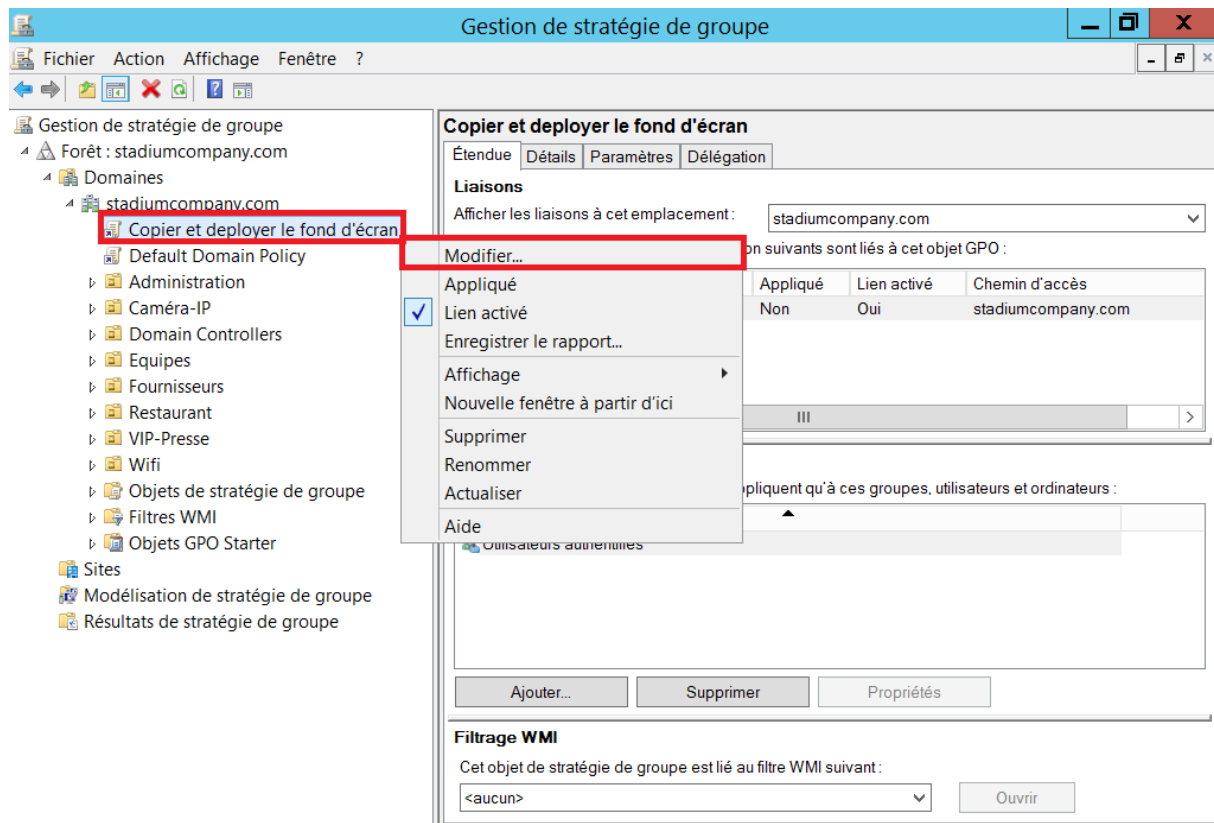 Gestion de stratégie de groupe
Fichier Action Affichage Fenêtre ?
Gestion de stratégie de groupe
Forêt : stadiumcompany.com
Domaines
stadiumcompany.com
Copier et deployer le fond d'écran
Default Domain Policy
Administration
Caméra-IP
Domain Controllers
Equipes
Fournisseurs
Restaurant
VIP-Presse
Wifi
Objets de stratégie de groupe
Filtres WMI
Objets GPO Starter
Sites
Modélisation de stratégie de groupe
Résultats de stratégie de groupe
Modifier...
Appliqué
Lien activé
Enregistrer le rapport...
Affichage
Nouvelle fenêtre à partir d'ici
Supprimer
Renommer
Actualiser
Aide
Copier et deployer le fond d'écran
Étendue Détails Paramètres Délégation
Liaisons
Afficher les liaisons à cet emplacement : stadiumcompany.com
suivants sont liés à cet objet GPO :
Appliqué Lien activé Chemin d'accès
Non Oui stadiumcompany.com
qu'à ces groupes, utilisateurs et ordinateurs :
Utilisateurs authentifiés
Ajouter... Supprimer Propriétés
Filtrage WMI
Cet objet de stratégie de groupe est lié au filtre WMI suivant :
<aucun> Ouvrir